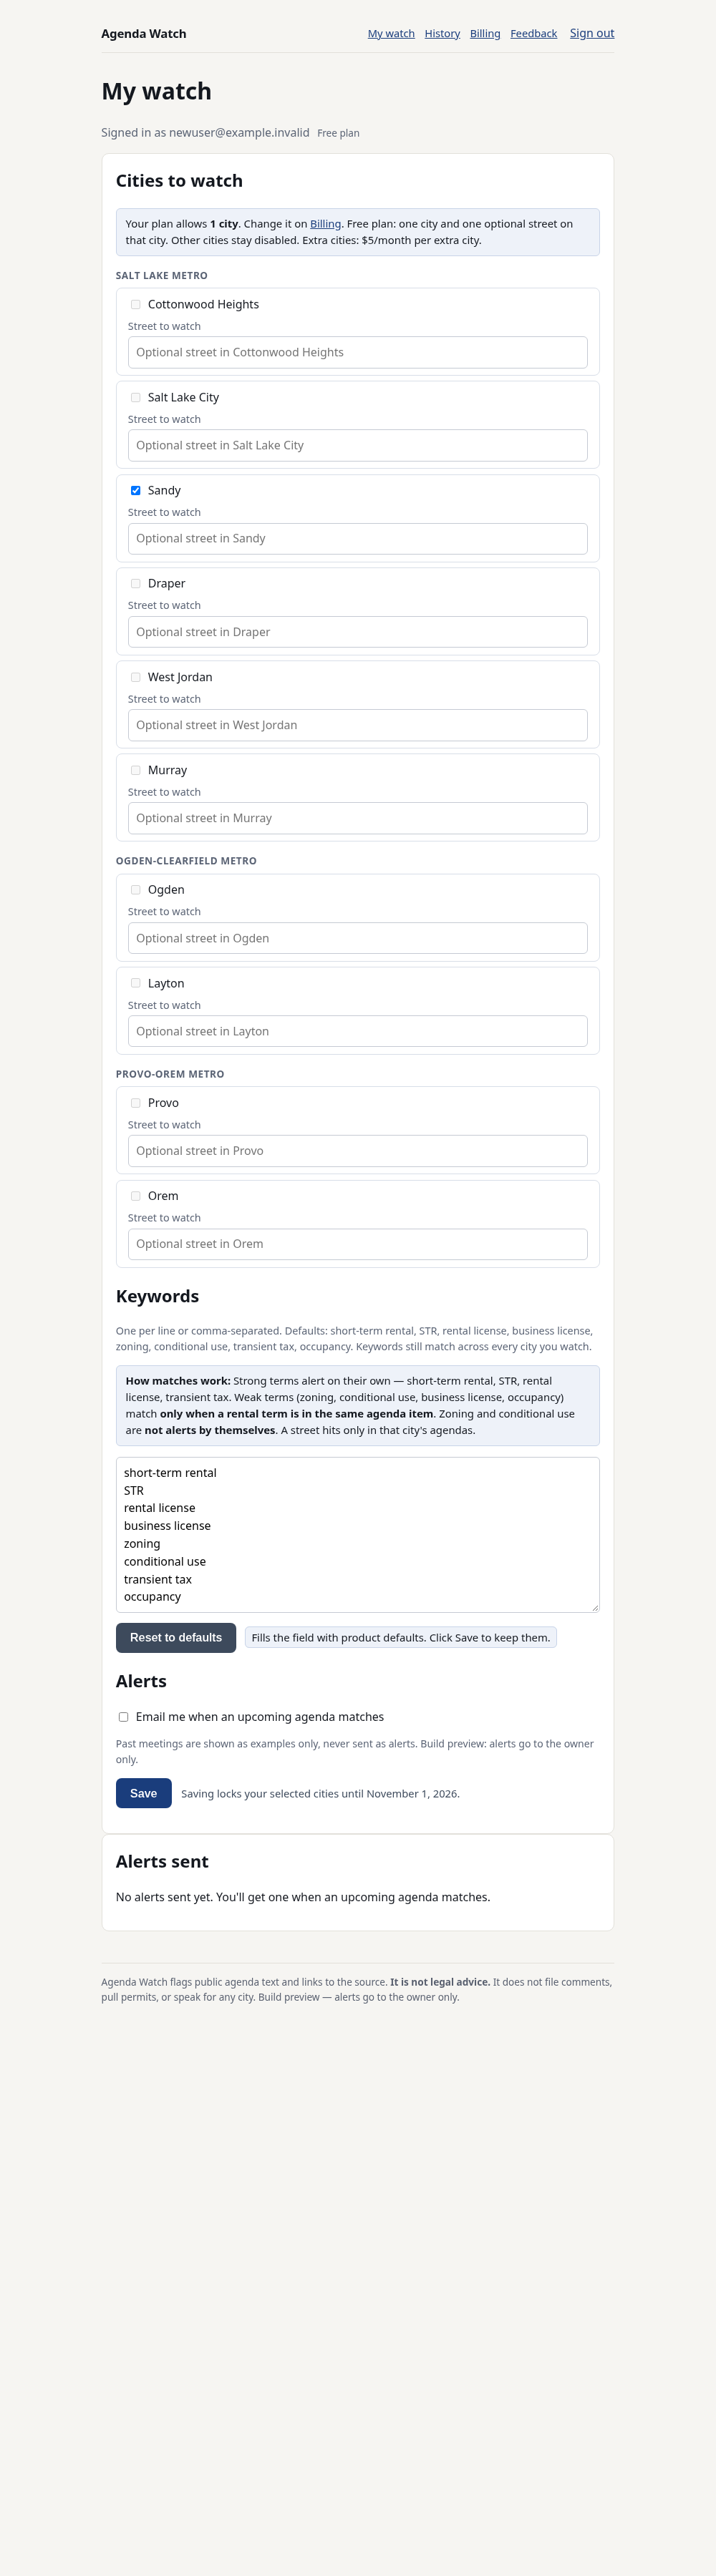 Agenda Watch
My watch History Billing Feedback Sign out
My watch
Signed in as newuser@example.invalid Free plan
Cities to watch
Your plan allows 1 city. Change it on Billing. Free plan: one city and one optional street on
that city. Other cities stay disabled. Extra cities: $5/month per extra city.
SALT LAKE METRO
Cottonwood Heights
Street to watch
Optional street in Cottonwood Heights
Salt Lake City
Street to watch
Optional street in Salt Lake City
Sandy
Street to watch
Optional street in Sandy
Draper
Street to watch
Optional street in Draper
West Jordan
Street to watch
Optional street in West Jordan
Murray
Street to watch
Optional street in Murray
OGDEN-CLEARFIELD METRO
Ogden
Street to watch
Optional street in Ogden
Layton
Street to watch
Optional street in Layton
PROVO-OREM METRO
Provo
Street to watch
Optional street in Provo
Orem
Street to watch
Optional street in Orem
Keywords
One per line or comma-separated. Defaults: short-term rental, STR, rental license, business license,
zoning, conditional use, transient tax, occupancy. Keywords still match across every city you watch.
How matches work: Strong terms alert on their own — short-term rental, STR, rental
license, transient tax. Weak terms (zoning, conditional use, business license, occupancy)
match only when a rental term is in the same agenda item. Zoning and conditional use
are not alerts by themselves. A street hits only in that city's agendas.
short-term rental
STR
rental license
business license
zoning
conditional use
transient tax
occupancy
Reset to defaults Fills the field with product defaults. Click Save to keep them.
Alerts
Email me when an upcoming agenda matches
Past meetings are shown as examples only, never sent as alerts. Build preview: alerts go to the owner
only.
Save Saving locks your selected cities until November 1, 2026.
Alerts sent
No alerts sent yet. You'll get one when an upcoming agenda matches.
Agenda Watch flags public agenda text and links to the source. It is not legal advice. It does not file comments,
pull permits, or speak for any city. Build preview — alerts go to the owner only.